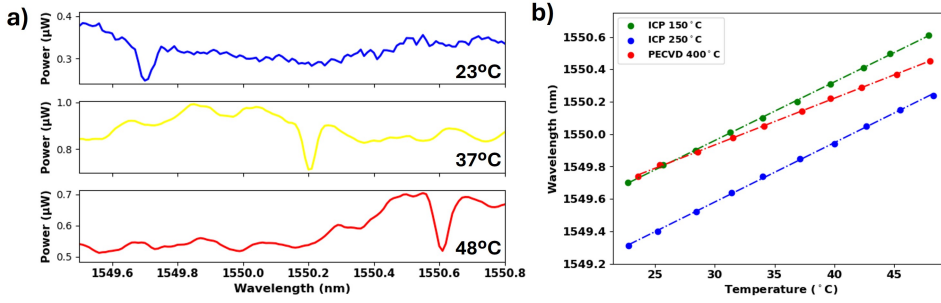 a)
Power (µW)
0.4
0.3
23ºC
Power (µW)
1.0
0.8
37ºC
Power (µW)
0.7
0.6
0.5
48ºC
1549.6 1549.8 1550.0 1550.2 1550.4 1550.6 1550.8
Wavelength (nm)
b)
ICP 150°C
ICP 250°C
PECVD 400°C
Wavelength (nm)
1550.6
1550.4
1550.2
1550.0
1549.8
1549.6
1549.4
1549.2
25 30 35 40 45
Temperature (°C)